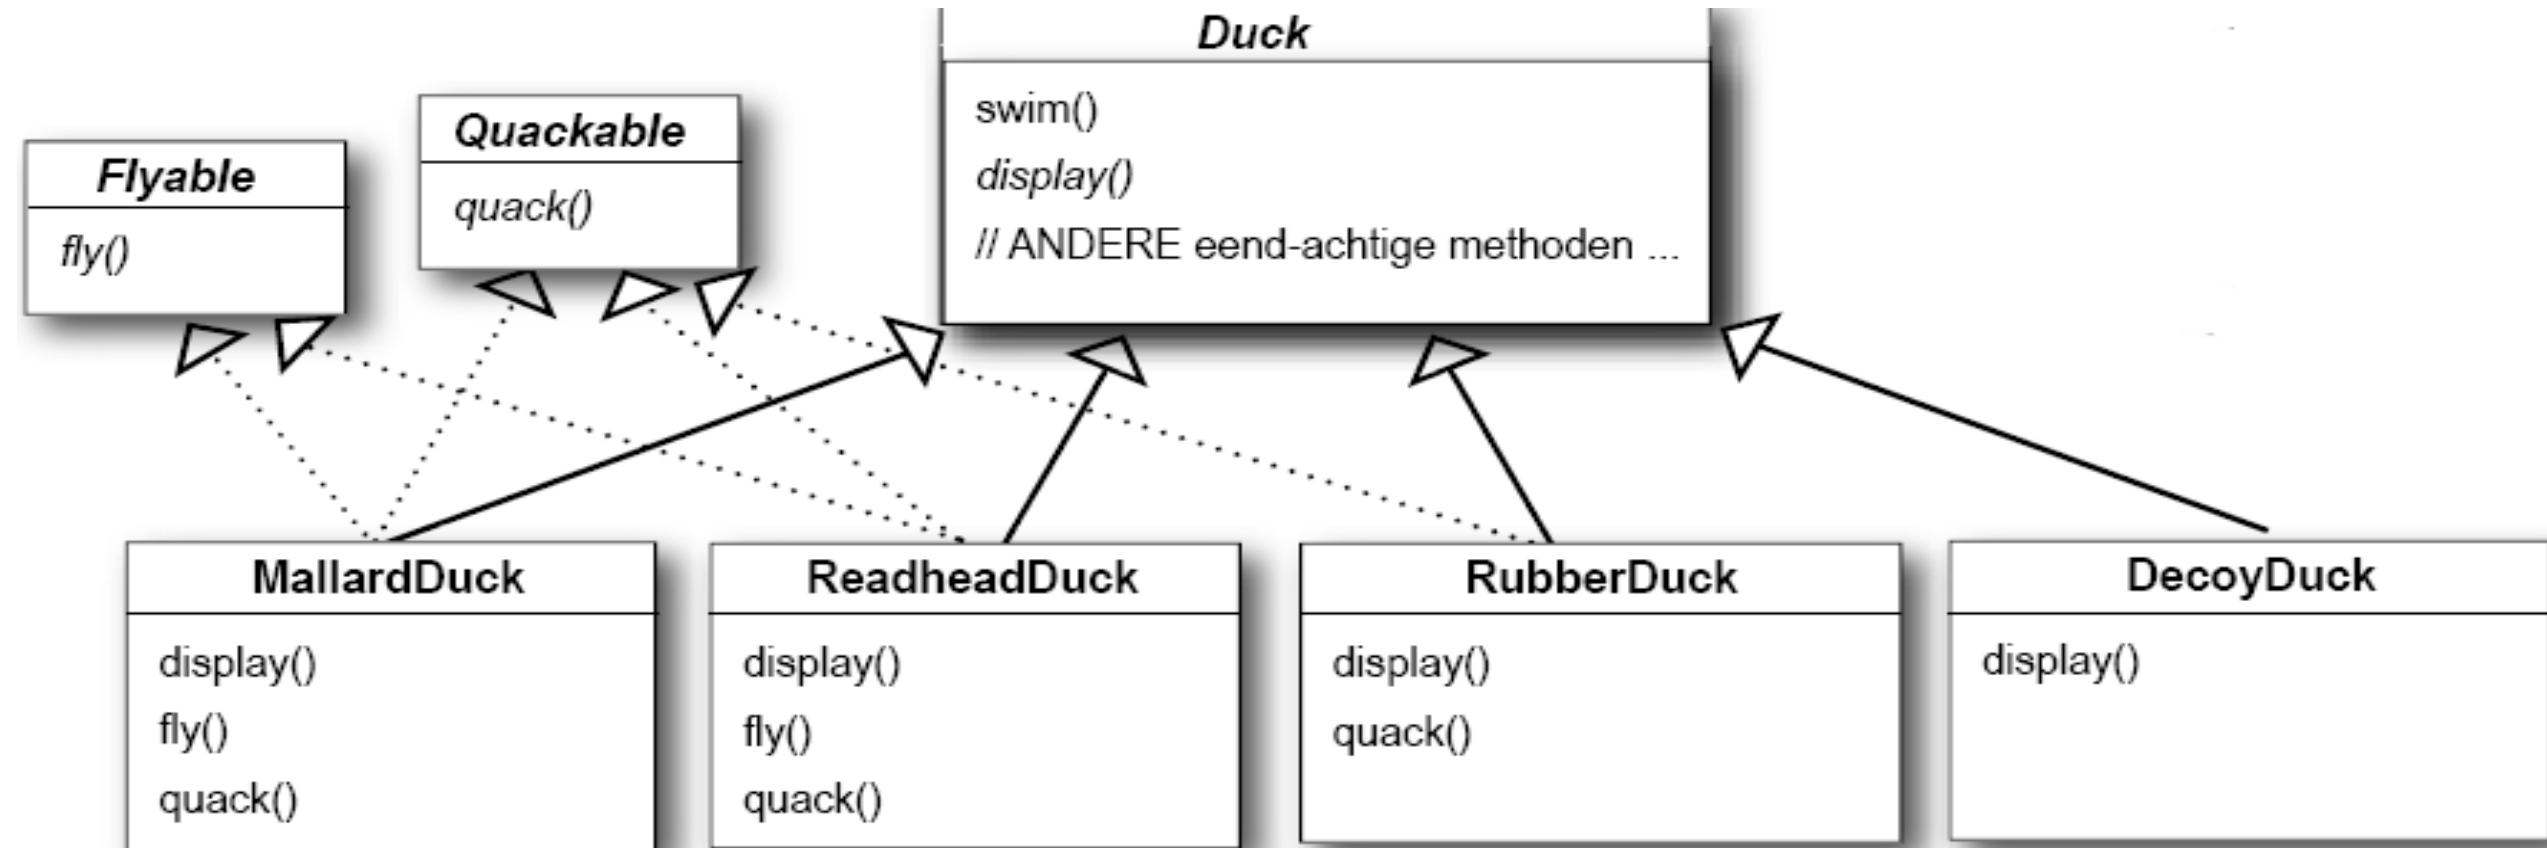 Duck
swim()
display()
// ANDERE eend-achtige methoden ...
Quackable
quack()
Flyable
fly()
MallardDuck
display()
fly()
quack()
ReadheadDuck
display()
fly()
quack()
RubberDuck
display()
quack()
DecoyDuck
display()